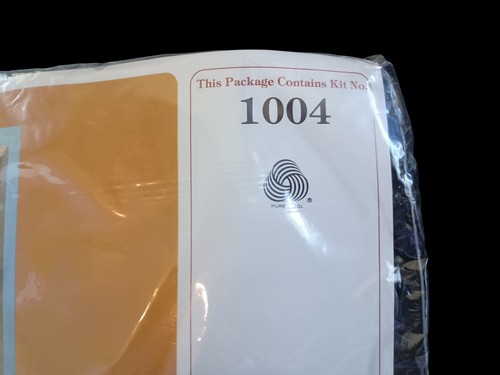 This Package Contains Kit No.
1004
PURE WOOL
®